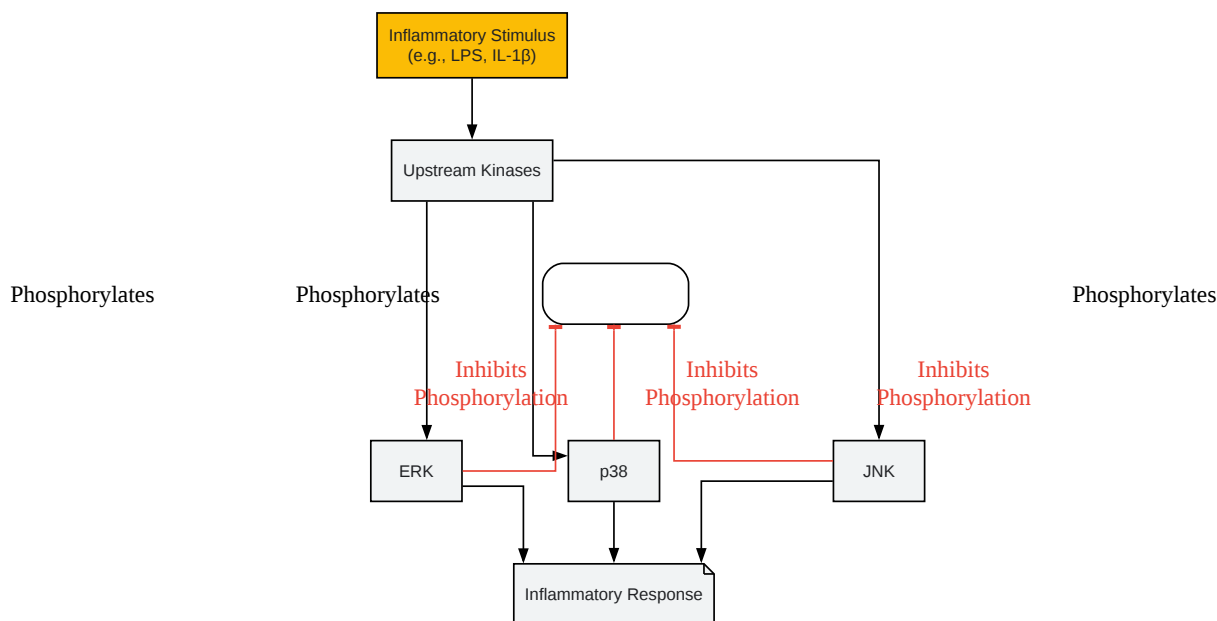 Inflammatory Stimulus
(e.g., LPS, IL-1β)
Upstream Kinases
Phosphorylates
Phosphorylates
Phosphorylates
Inhibits
Phosphorylation
Inhibits
Phosphorylation
Inhibits
Phosphorylation
ERK
p38
JNK
Inflammatory Response